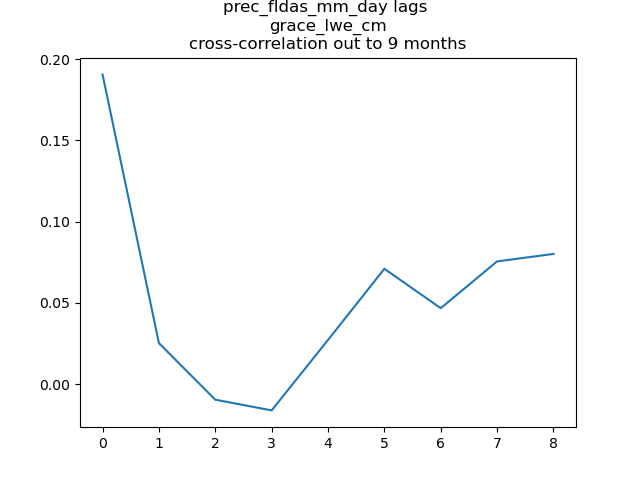 prec_fldas_mm_day lags
grace_lwe_cm
cross-correlation out to 9 months
0.20
0.15
0.10
0.05
0.00
0 1 2 3 4 5 6 7 8